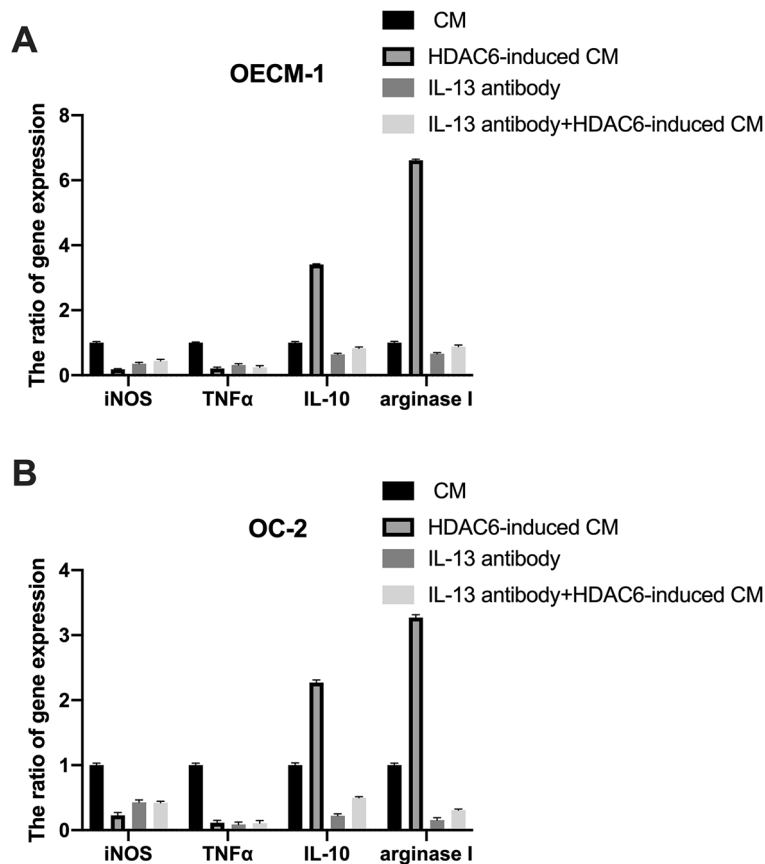 A
OECM-1
CM
HDAC6-induced CM
IL-13 antibody
IL-13 antibody+HDAC6-induced CM
The ratio of gene expression
8
6
4
2
0
iNOS TNFα IL-10 arginase I
B
OC-2
CM
HDAC6-induced CM
IL-13 antibody
IL-13 antibody+HDAC6-induced CM
The ratio of gene expression
4
3
2
1
0
iNOS TNFα IL-10 arginase I